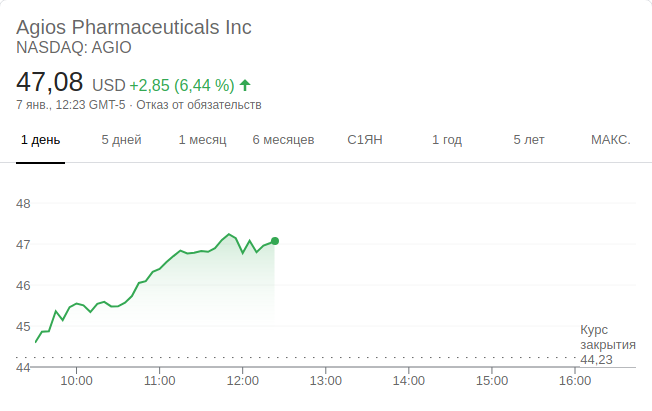 Agios Pharmaceuticals Inc
NASDAQ: AGIO
47,08 USD +2,85 (6,44 %)
7 янв., 12:23 GMT-5 · Отказ от обязательств
1 день 5 дней 1 месяц 6 месяцев С1ЯН 1 год 5 лет МАКС.
48
47
46
45
Курс
закрытия
44,23
44
10:00 11:00 12:00 13:00 14:00 15:00 16:00